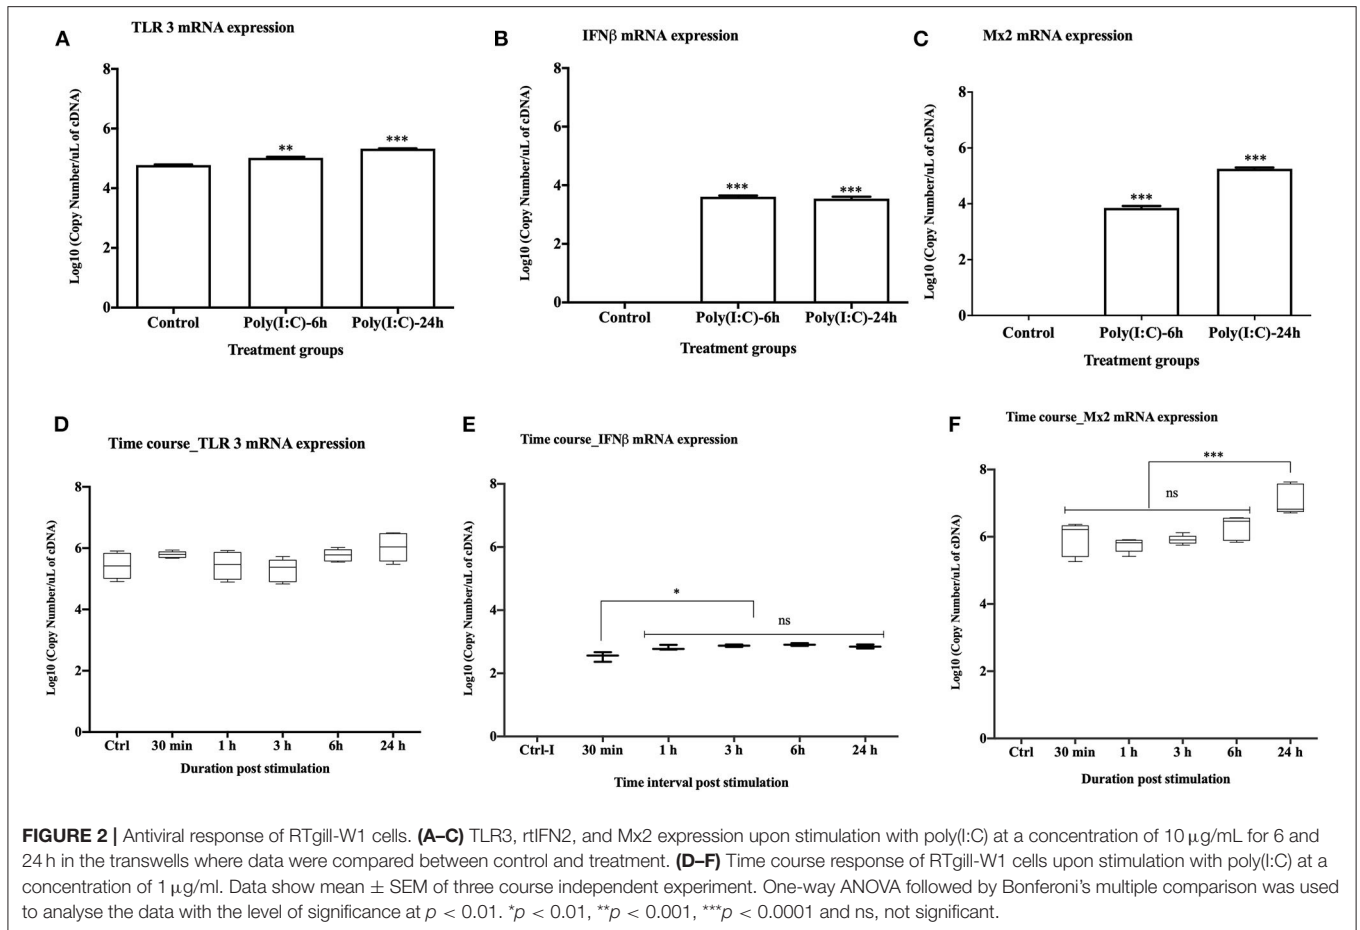 A
TLR 3 mRNA expression
Log10 (Copy Number/uL of cDNA)
8
6
4
2
0
**
***
Control Poly(I:C)-6h Poly(I:C)-24h
Treatment groups
B
IFNβ mRNA expression
Log10 (Copy Number/uL of cDNA)
8
6
4
2
0
***
***
Control Poly(I:C)-6h Poly(I:C)-24h
Treatment groups
C
Mx2 mRNA expression
Log10 (Copy Number/uL of cDNA)
8
6
4
2
0
***
***
Control Poly(I:C)-6h Poly(I:C)-24h
Treatment groups
D
Time course_TLR 3 mRNA expression
Log10 (Copy Number/uL of cDNA)
8
6
4
2
0
Ctrl 30 min 1 h 3 h 6h 24 h
Duration post stimulation
E
Time course_IFNβ mRNA expression
Log10 (Copy Number/uL of cDNA)
8
6
4
2
0
*
ns
Ctrl-I 30 min 1 h 3 h 6h 24 h
Time interval post stimulation
F
Time course_Mx2 mRNA expression
Log10 (Copy Number/uL of cDNA)
8
6
4
2
0
***
ns
Ctrl 30 min 1 h 3 h 6h 24 h
Duration post stimulation
FIGURE 2 | Antiviral response of RTgill-W1 cells. (A–C) TLR3, rtIFN2, and Mx2 expression upon stimulation with poly(I:C) at a concentration of 10 μg/mL for 6 and
24 h in the transwells where data were compared between control and treatment. (D–F) Time course response of RTgill-W1 cells upon stimulation with poly(I:C) at a
concentration of 1 μg/ml. Data show mean ± SEM of three course independent experiment. One-way ANOVA followed by Bonferoni's multiple comparison was used
to analyse the data with the level of significance at p < 0.01. *p < 0.01, **p < 0.001, ***p < 0.0001 and ns, not significant.